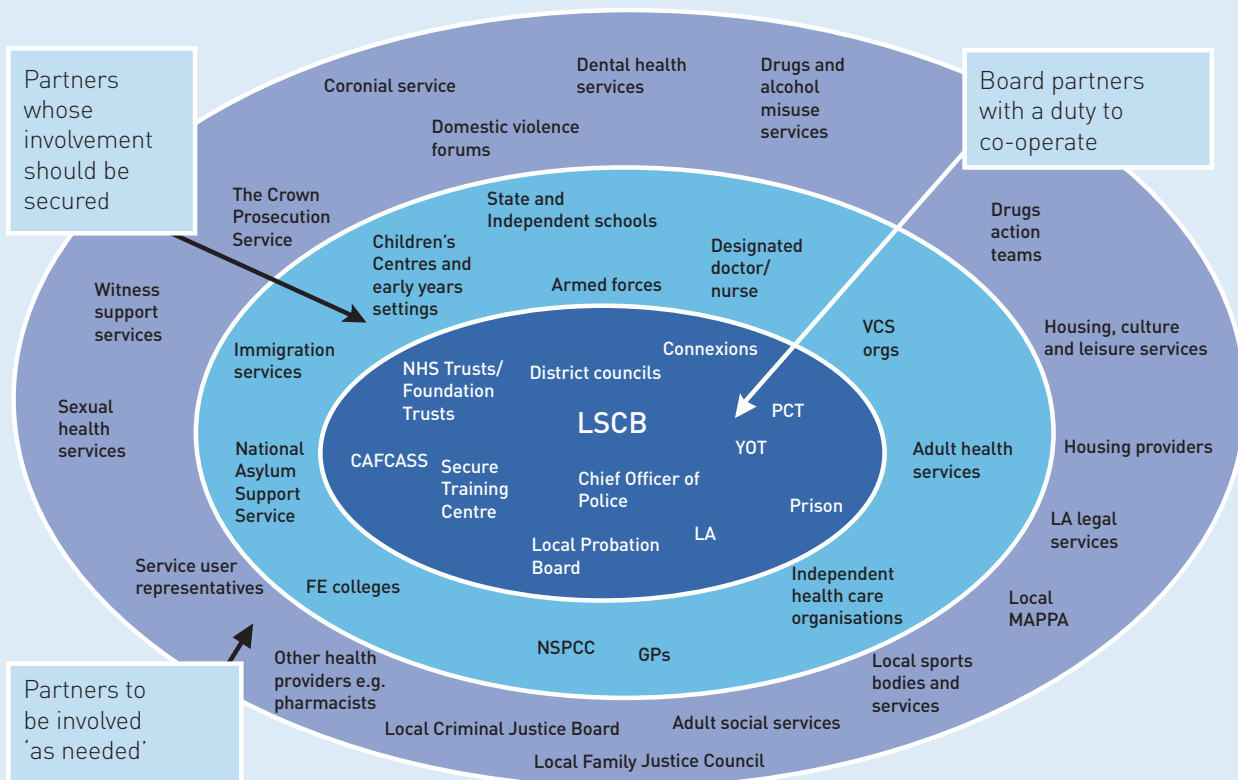 Partners
whose
involvement
should be
secured
Board partners
with a duty to
co-operate
Partners to
be involved
‘as needed’
Coronial service
Dental health
services
Drugs and
alcohol
misuse
services
Domestic violence
forums
The Crown
Prosecution
Service
Drugs
action
teams
Witness
support
services
Housing, culture
and leisure services
Sexual
health
services
Housing providers
LA legal
services
Service user
representatives
Local
MAPPA
Other health
providers e.g.
pharmacists
Local sports
bodies and
services
Local Criminal Justice Board
Adult social services
Local Family Justice Council
State and
Independent schools
Children’s
Centres and
early years
settings
Designated
doctor/
nurse
Armed forces
VCS
orgs
Immigration
services
National
Asylum
Support
Service
Adult health
services
FE colleges
Independent
health care
organisations
NSPCC
GPs
Connexions
NHS Trusts/
Foundation
Trusts
District councils
LSCB
PCT
YOT
CAFCASS
Secure
Training
Centre
Chief Officer of
Police
Prison
LA
Local Probation
Board